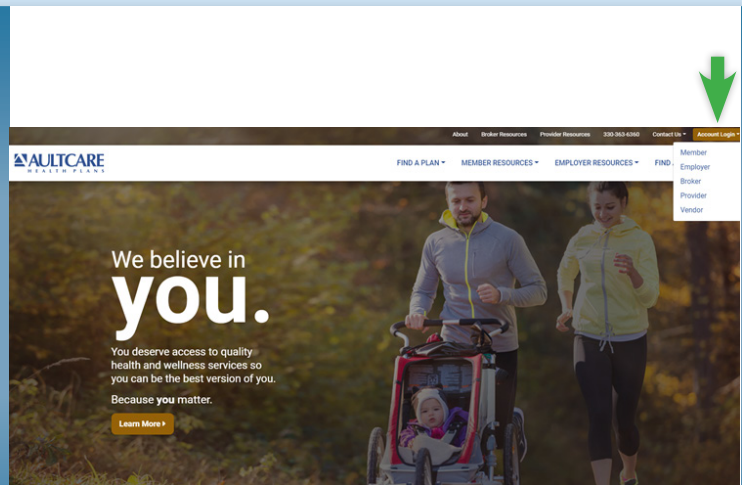 About Broker Resources Provider Resources 330-363-6360 Contact Us Account Login
AULTCARE
HEALTH PLANS
FIND A PLAN MEMBER RESOURCES EMPLOYER RESOURCES FIND
Member
Employer
Broker
Provider
Vendor
We believe in
you.
You deserve access to quality
health and wellness services so
you can be the best version of you.
Because you matter.
Learn More